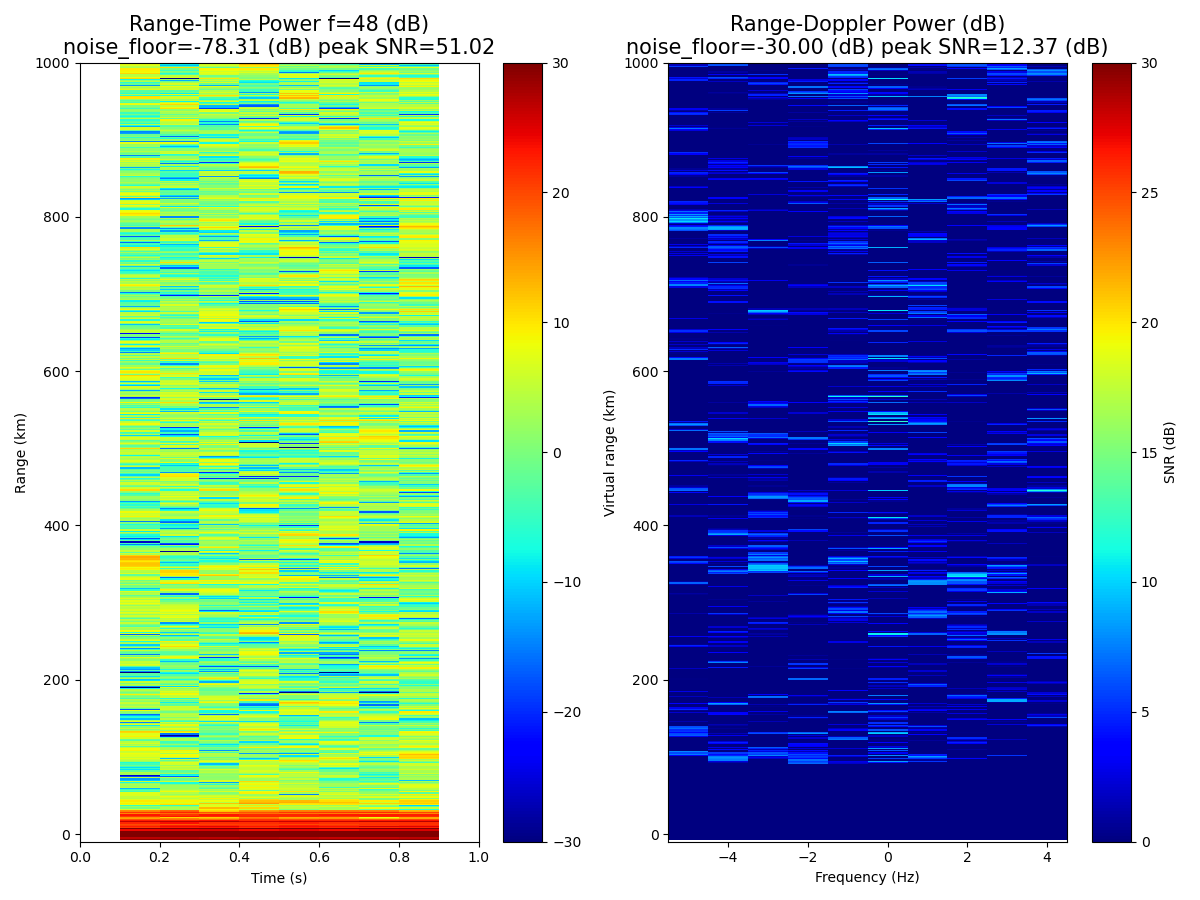 Range-Time Power f=48 (dB)
noise_floor=-78.31 (dB) peak SNR=51.02
Range (km)
1000
800
600
400
200
0
0.0 0.2 0.4 0.6 0.8 1.0
Time (s)
30
20
10
0
−10
−20
−30
Range-Doppler Power (dB)
noise_floor=-30.00 (dB) peak SNR=12.37 (dB)
Virtual range (km)
1000
800
600
400
200
0
−4 −2 0 2 4
Frequency (Hz)
30
25
20
15
10
5
0
SNR (dB)